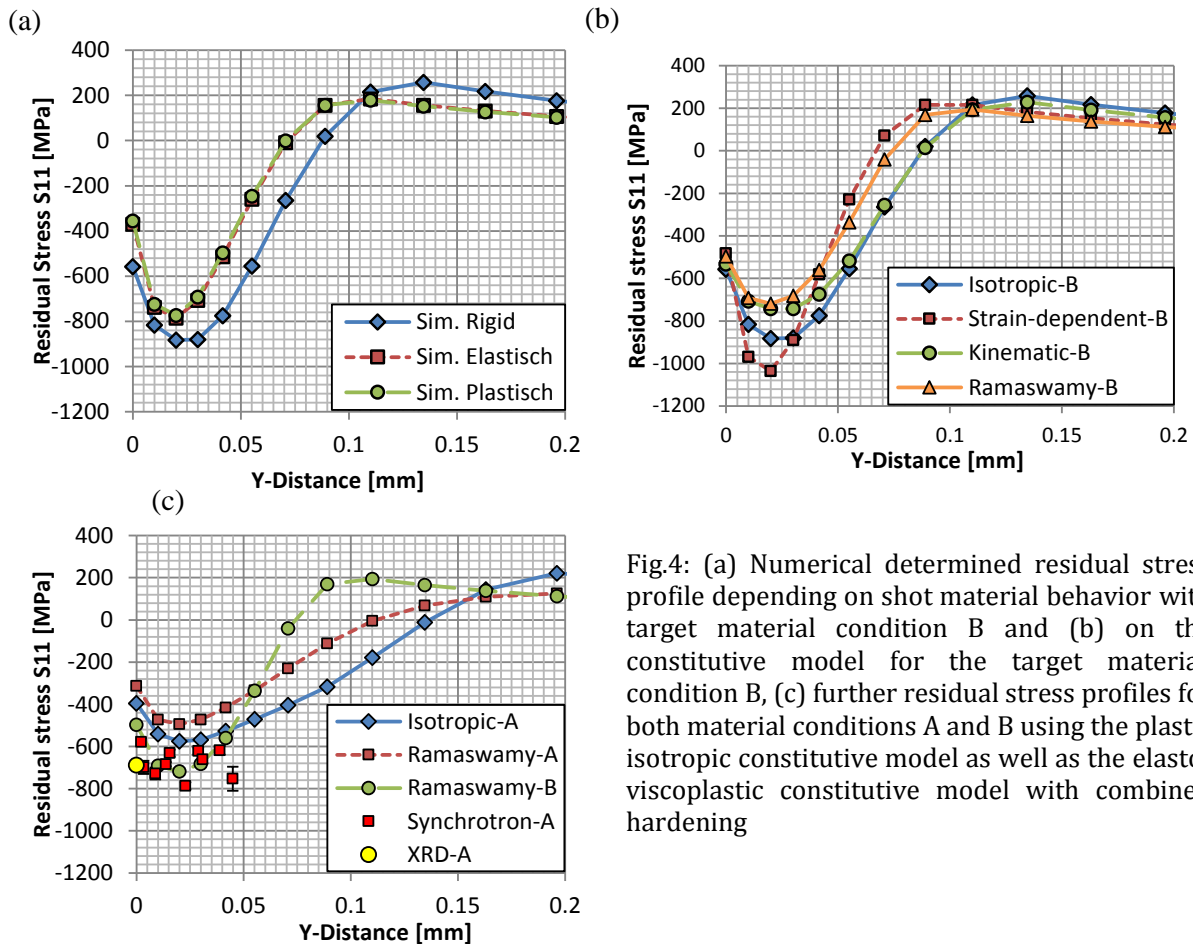 (a)
400
200
0
-200
-400
-600
-800
-1000
-1200
Residual Stress S11 [MPa]
Sim. Rigid
Sim. Elastisch
Sim. Plastisch
0 0.05 0.1 0.15 0.2
Y-Distance [mm]
(b)
400
200
0
-200
-400
-600
-800
-1000
-1200
Residual stress S11 [MPa]
Isotropic-B
Strain-dependent-B
Kinematic-B
Ramaswamy-B
0 0.05 0.1 0.15 0.2
Y-Distance [mm]
(c)
400
200
0
-200
-400
-600
-800
-1000
-1200
Residual stress S11 [MPa]
Isotropic-A
Ramaswamy-A
Ramaswamy-B
Synchrotron-A
XRD-A
0 0.05 0.1 0.15 0.2
Y-Distance [mm]
Fig.4: (a) Numerical determined residual stres
profile depending on shot material behavior wit
target material condition B and (b) on th
constitutive model for the target materia
condition B, (c) further residual stress profiles fo
both material conditions A and B using the plast
isotropic constitutive model as well as the elasto
viscoplastic constitutive model with combine
hardening